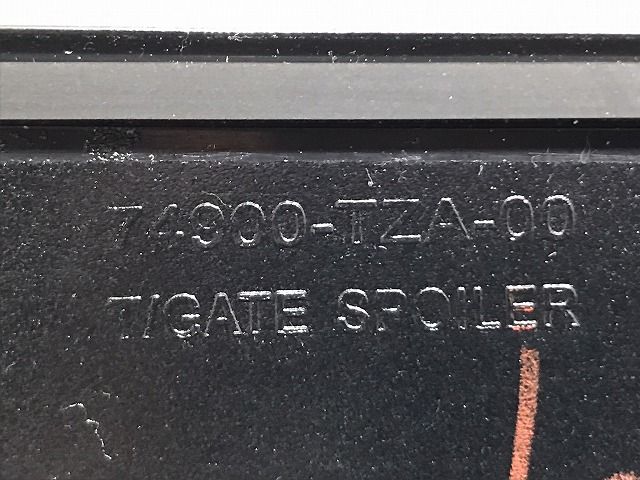 74900-TZA-00
T/GATE SPOILER